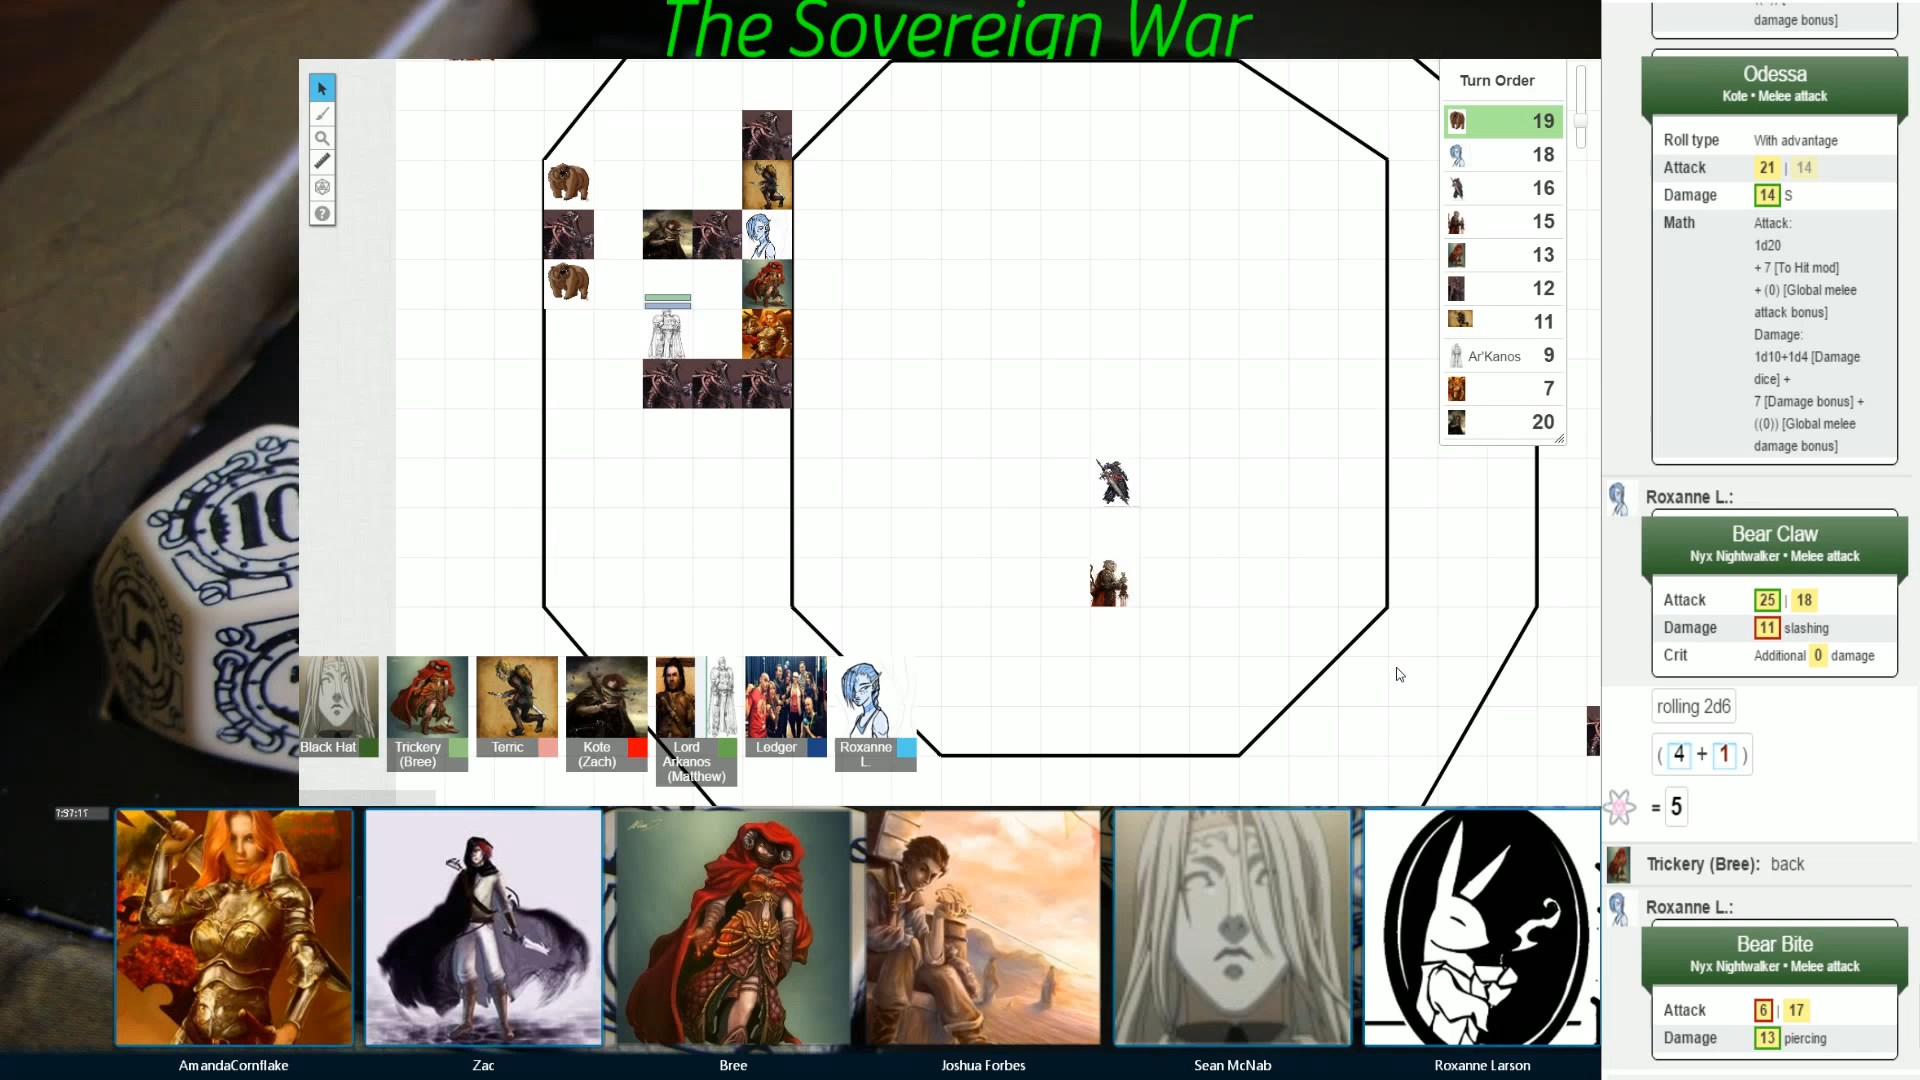 The Sovereign War
Turn Order
19
18
16
15
13
12
11
Ar'Kanos 9
7
20
Black Hat
Trickery
(Bree)
Terric
Kote
(Zach)
Lord
Arkanos
(Matthew)
Ledger
Roxanne
L.
AmandaCornflake
Zac
Bree
Joshua Forbes
Sean McNab
Roxanne Larson
10
damage bonus]
Odessa
Kote • Melee attack
Roll type With advantage
Attack 21 | 14
Damage 14 S
Math Attack:
1d20
+ 7 [To Hit mod]
+ (0) [Global melee
attack bonus]
Damage:
1d10+1d4 [Damage
dice] +
7 [Damage bonus] +
((0)) [Global melee
damage bonus]
Roxanne L.:
Bear Claw
Nyx Nightwalker • Melee attack
Attack 25 | 18
Damage 11 slashing
Crit Additional 0 damage
rolling 2d6
( 4 + 1 )
= 5
Trickery (Bree): back
Roxanne L.:
Bear Bite
Nyx Nightwalker • Melee attack
Attack 6 | 17
Damage 13 piercing